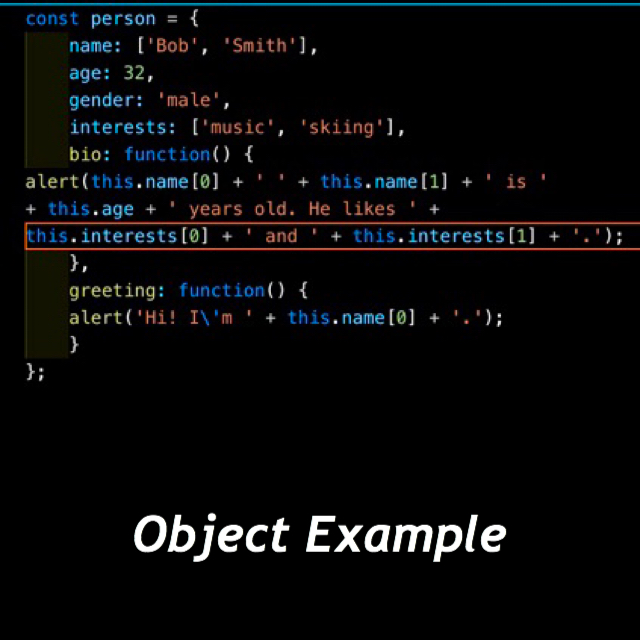 const person = {
name: ['Bob', 'Smith'],
age: 32,
gender: 'male',
interests: ['music', 'skiing'],
bio: function() {
alert(this.name[0] + ' ' + this.name[1] + ' is '
+ this.age + ' years old. He likes ' +
this.interests[0] + ' and ' + this.interests[1] + '.');
},
greeting: function() {
alert('Hi! I\'m ' + this.name[0] + '.');
}
};
Object Example